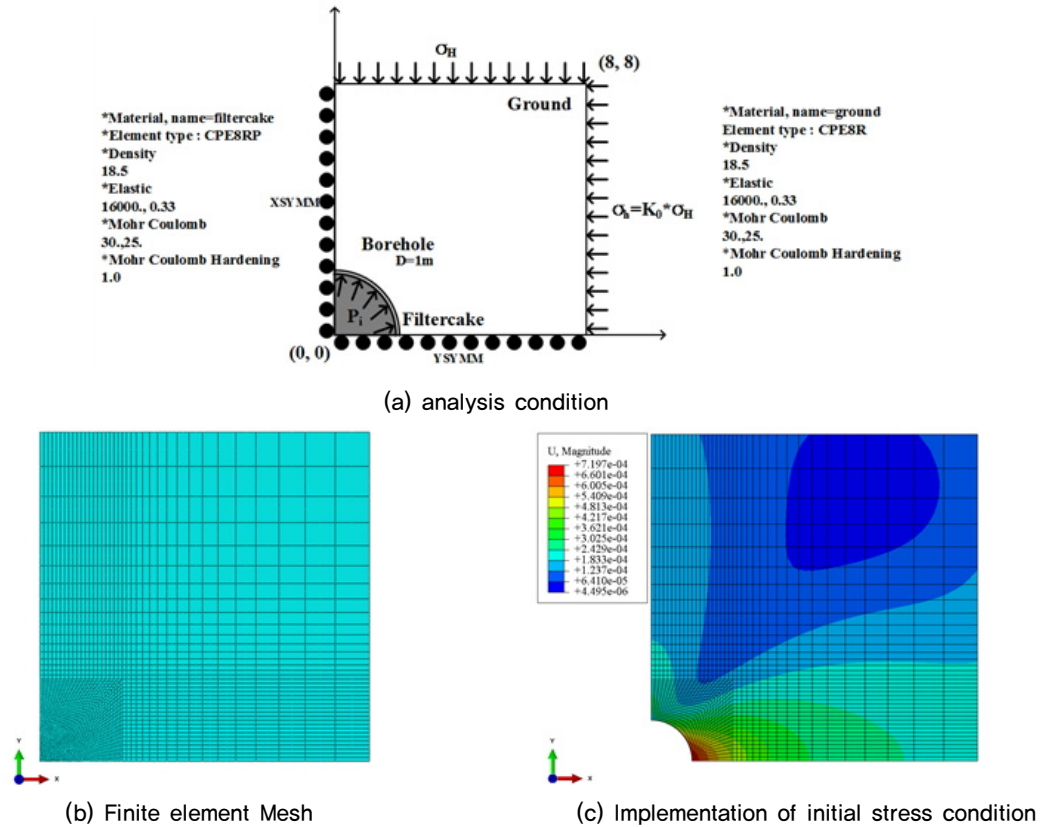 σH
(8, 8)
Ground
*Material, name=filtercake
*Element type : CPE8RP
*Density
18.5
*Elastic
16000., 0.33
*Mohr Coulomb
30.,25.
*Mohr Coulomb Hardening
1.0
XSYMM
Borehole
D=1m
Pi
Filtercake
(0, 0)
YSYMM
σh=K0*σH
*Material, name=ground
Element type : CPE8R
*Density
18.5
*Elastic
16000., 0.33
*Mohr Coulomb
30.,25.
*Mohr Coulomb Hardening
1.0
(a) analysis condition
Y
X
(b) Finite element Mesh
U, Magnitude
+7.197e-04
+6.601e-04
+6.005e-04
+5.409e-04
+4.813e-04
+4.217e-04
+3.621e-04
+3.025e-04
+2.429e-04
+1.833e-04
+1.237e-04
+6.410e-05
+4.495e-06
Y
X
(c) Implementation of initial stress condition